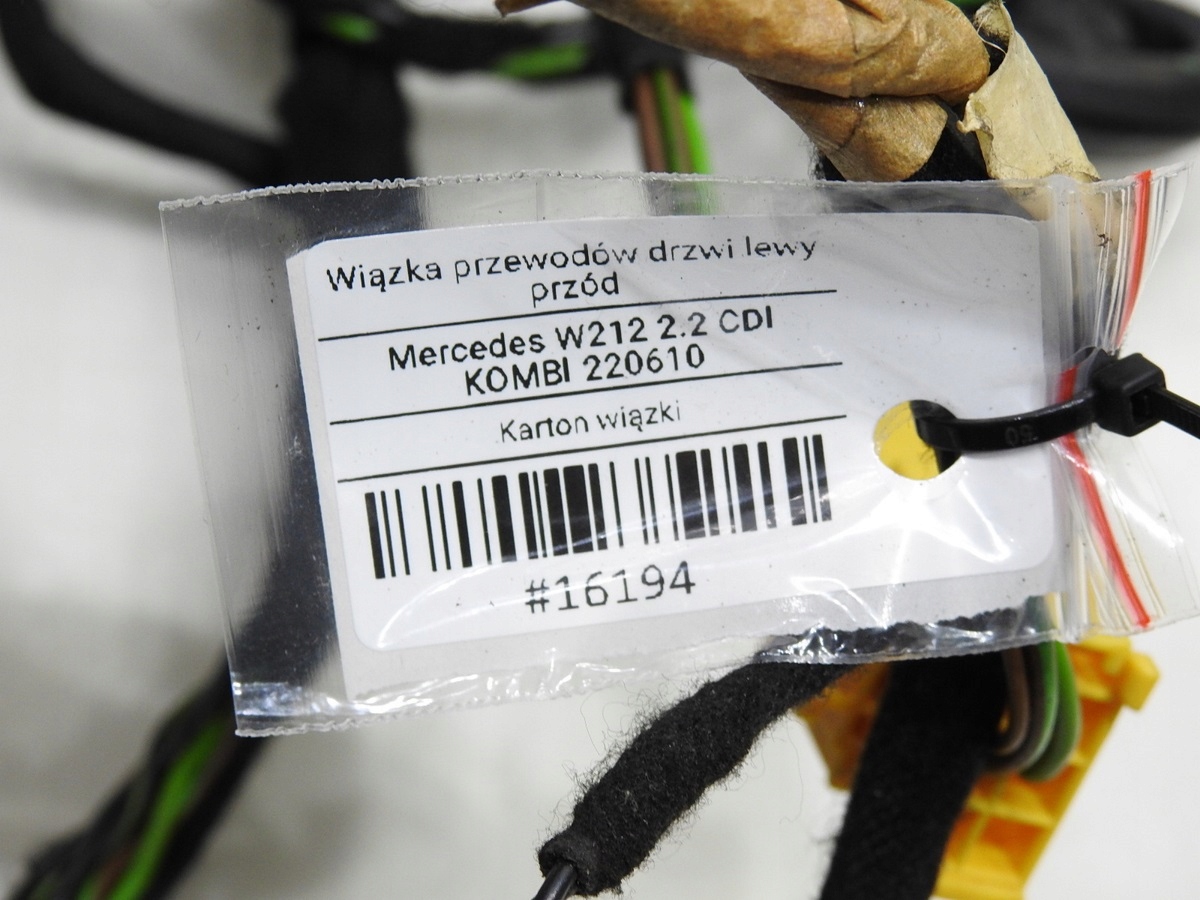 Wiązka przewodów drzwi lewy
przód
Mercedes W212 2.2 CDI
KOMBI 220610
Karton wiązki
#16194